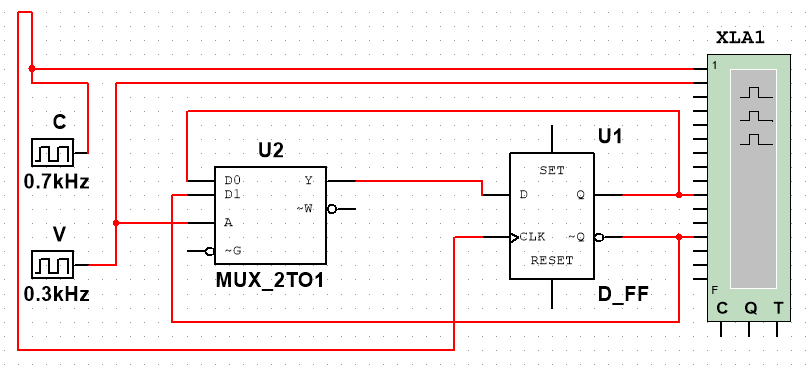 XLA1
1
C
0.7kHz
U2
U1
D0 Y
D1
~W
A
~G
MUX_2TO1
SET
D Q
CLK ~Q
RESET
D_FF
V
0.3kHz
F
C Q T